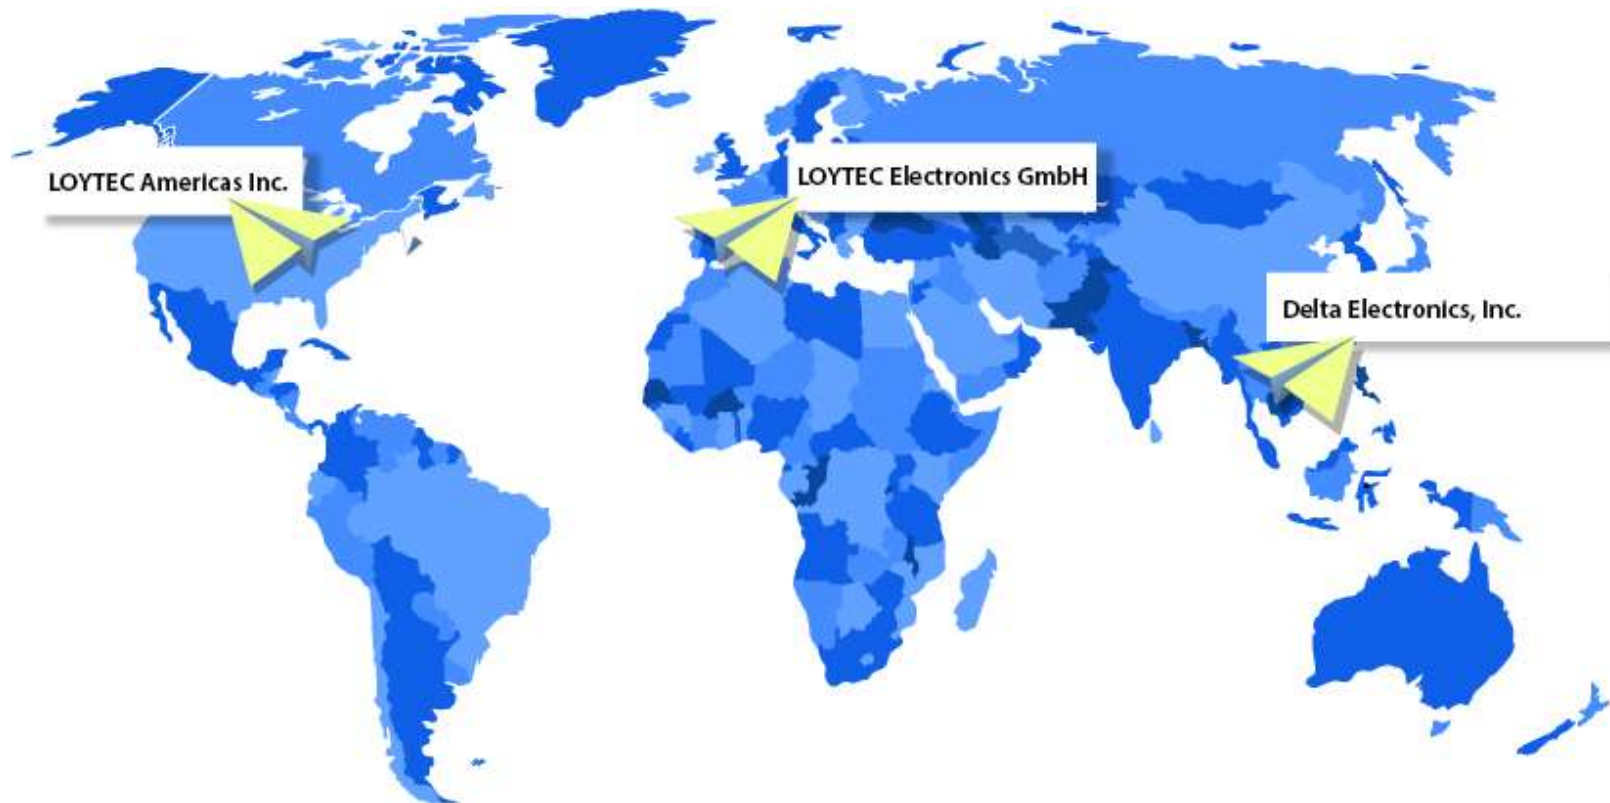 LOYTEC Americas Inc.
LOYTEC Electronics GmbH
Delta Electronics, Inc.